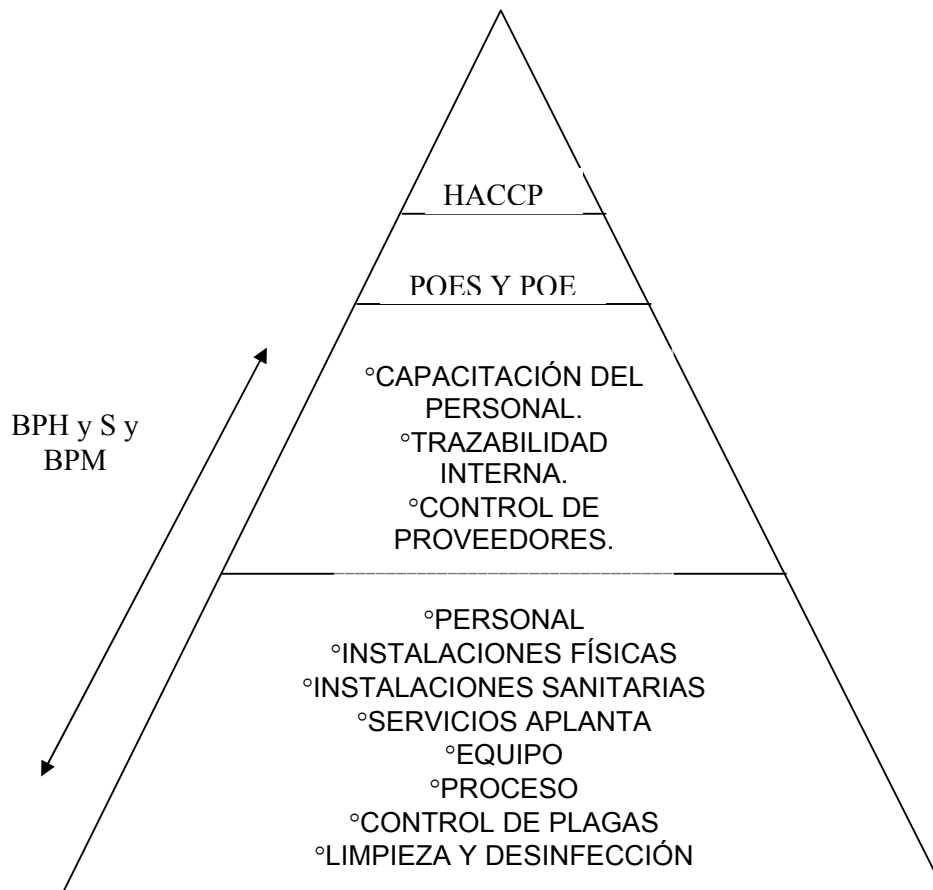 HACCP
POES Y POE
°CAPACITACIÓN DEL
PERSONAL.
°TRAZABILIDAD
INTERNA.
°CONTROL DE
PROVEEDORES.
BPH y S y
BPM
°PERSONAL
°INSTALACIONES FÍSICAS
°INSTALACIONES SANITARIAS
°SERVICIOS APLANTA
°EQUIPO
°PROCESO
°CONTROL DE PLAGAS
°LIMPIEZA Y DESINFECCIÓN